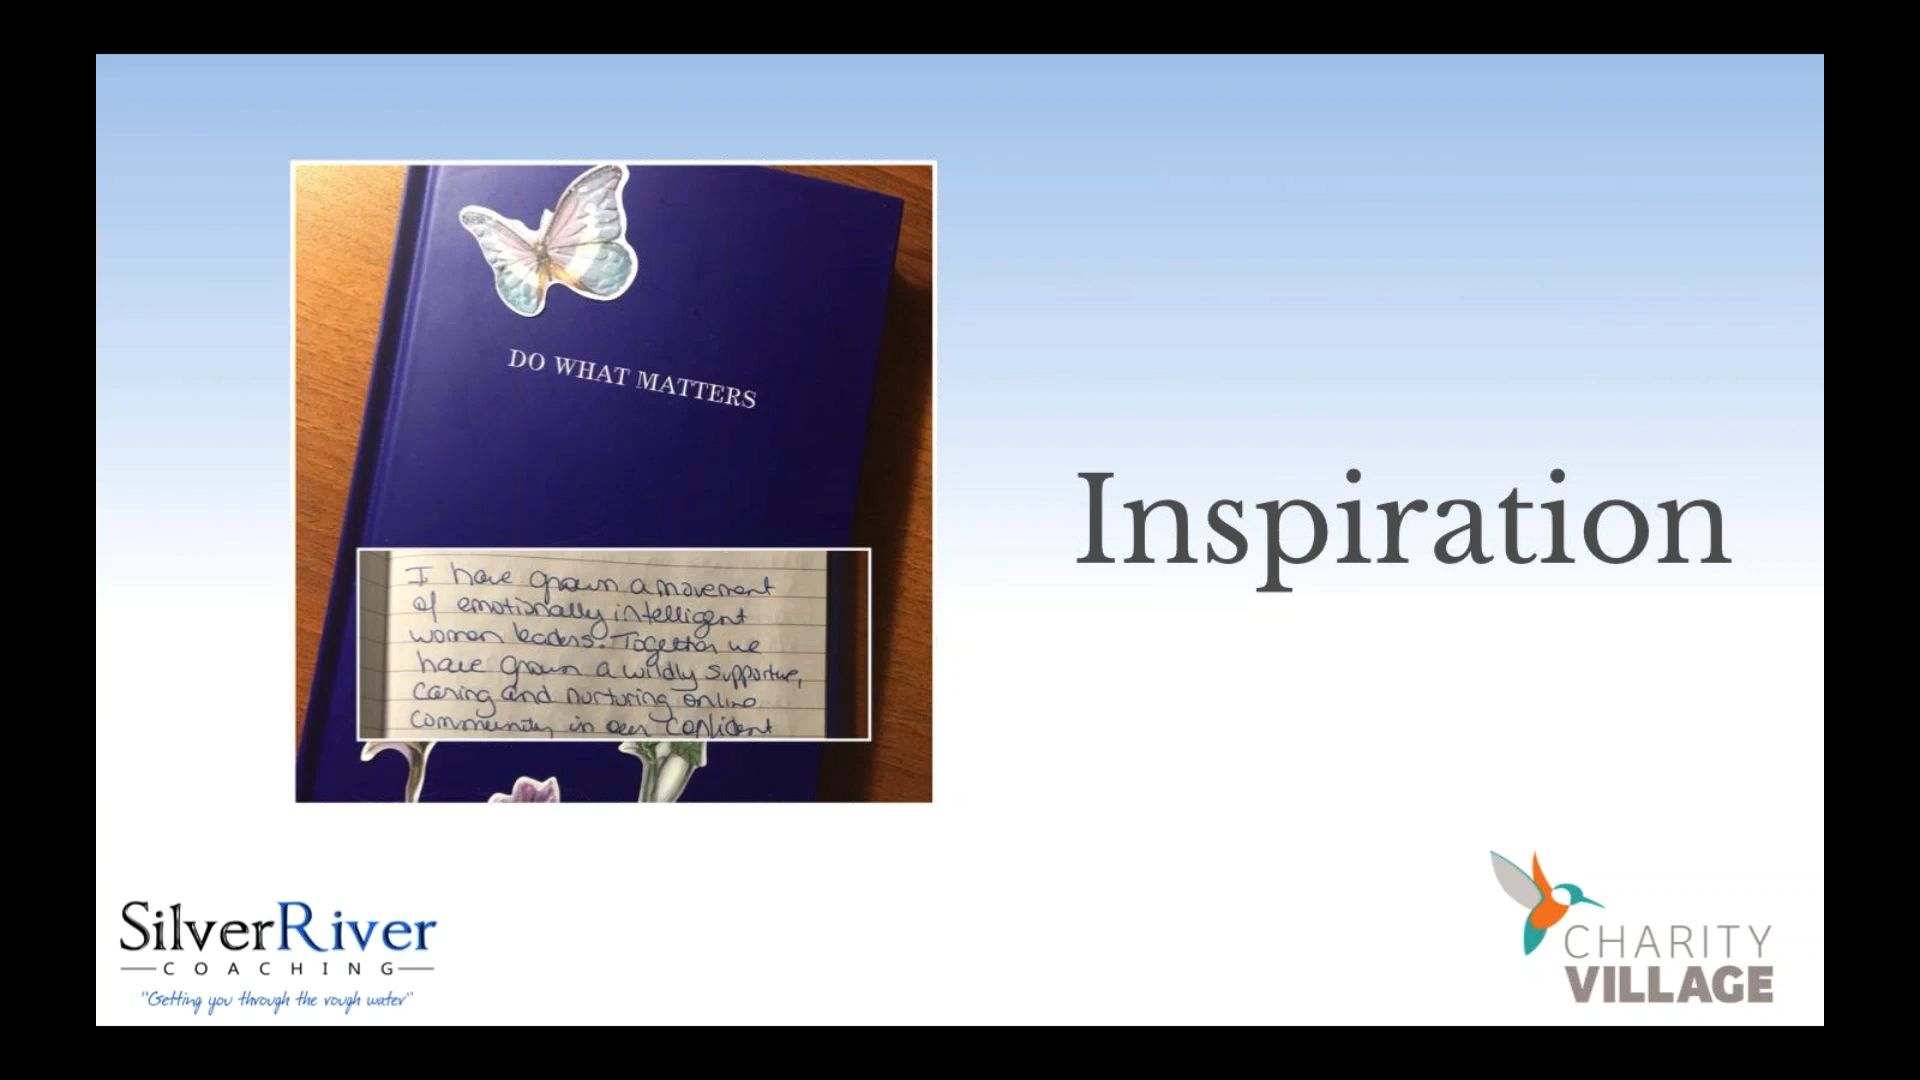 DO WHAT MATTERS
I have grown a movement
of emotionally intelligent
women leaders. Together we
have grown a wildly supportive,
caring and nurturing online
community in our confident
Inspiration
SilverRiver
COACHING
"Getting you through the rough water"
CHARITY
VILLAGE